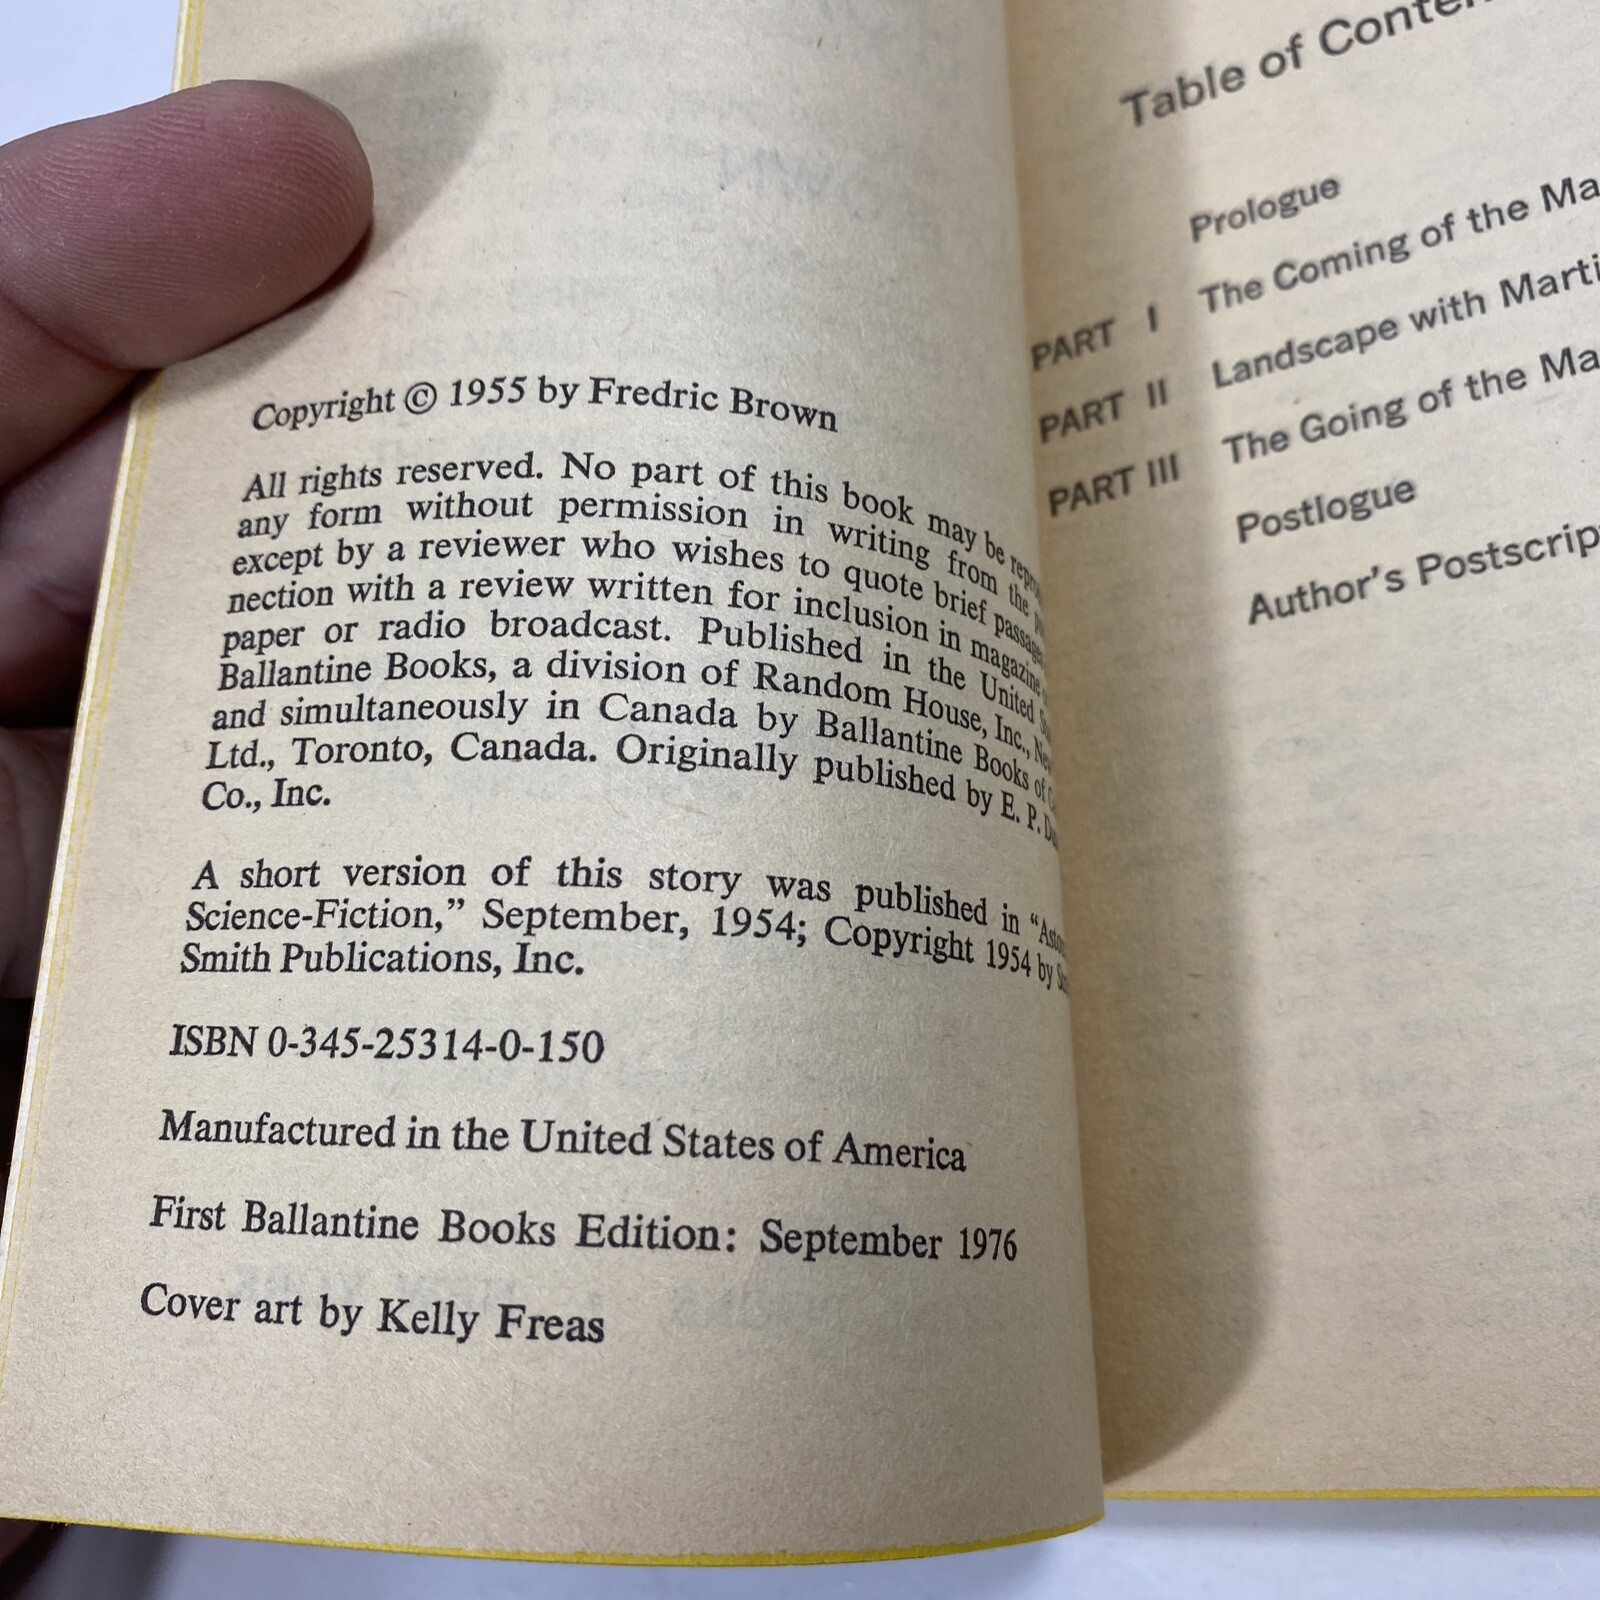 Copyright © 1955 by Fredric Brown
All rights reserved. No part of this book may be
any form without permission in writing from the
except by a reviewer who wishes to quote brief
nection with a review written for inclusion in magazine
paper or radio broadcast. Published in the United
Ballantine Books, a division of Random House, Inc.,
and simultaneously in Canada by Ballantine Books of
Ltd., Toronto, Canada. Originally published by E. P.
Co., Inc.
A short version of this story was published in
Science-Fiction,” September, 1954; Copyright 1954 by
Smith Publications, Inc.
ISBN 0-345-25314-0-150
Manufactured in the United States of America
First Ballantine Books Edition: September 1976
Cover art by Kelly Freas
Table of
Prologue
PART I The Coming of the
PART II Landscape with
PART III The Going of the
Postlogue
Author's